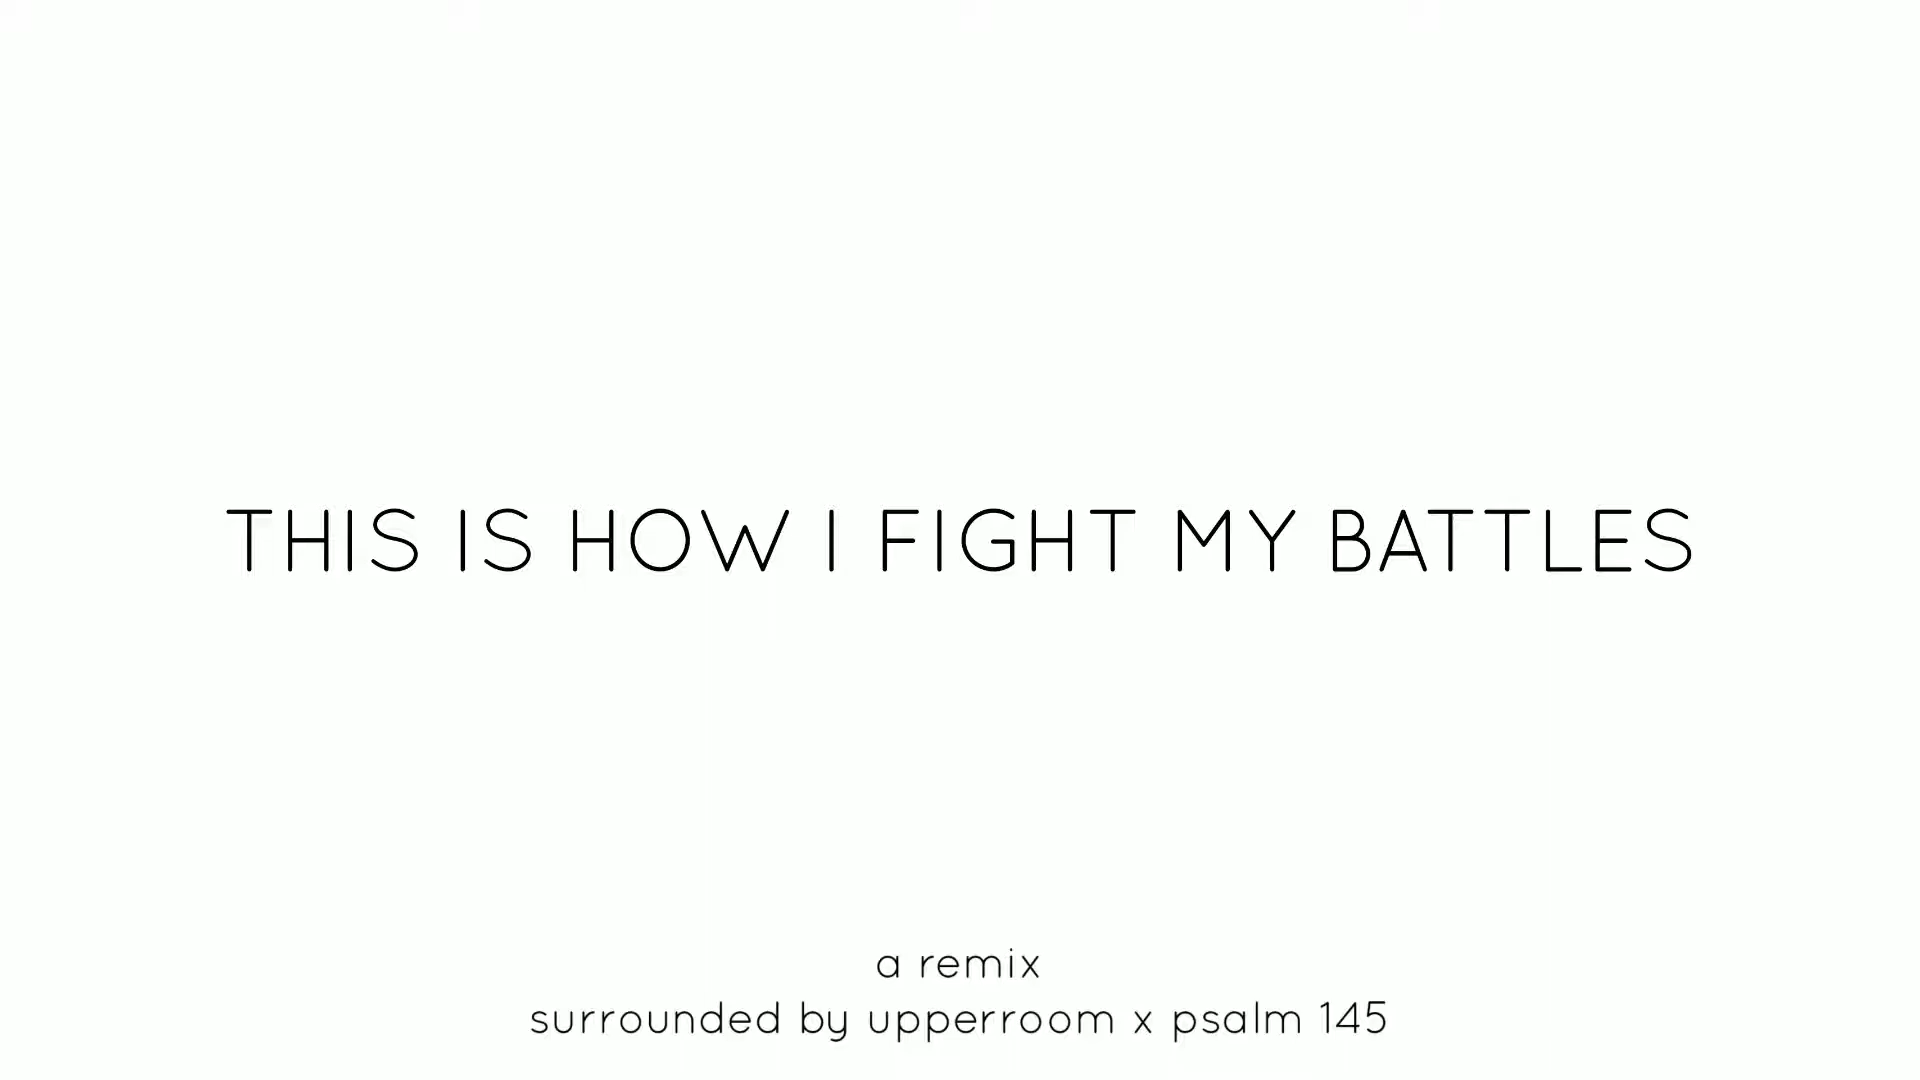 THIS IS HOW I FIGHT MY BATTLES
a remix
surrounded by upperroom x psalm 145